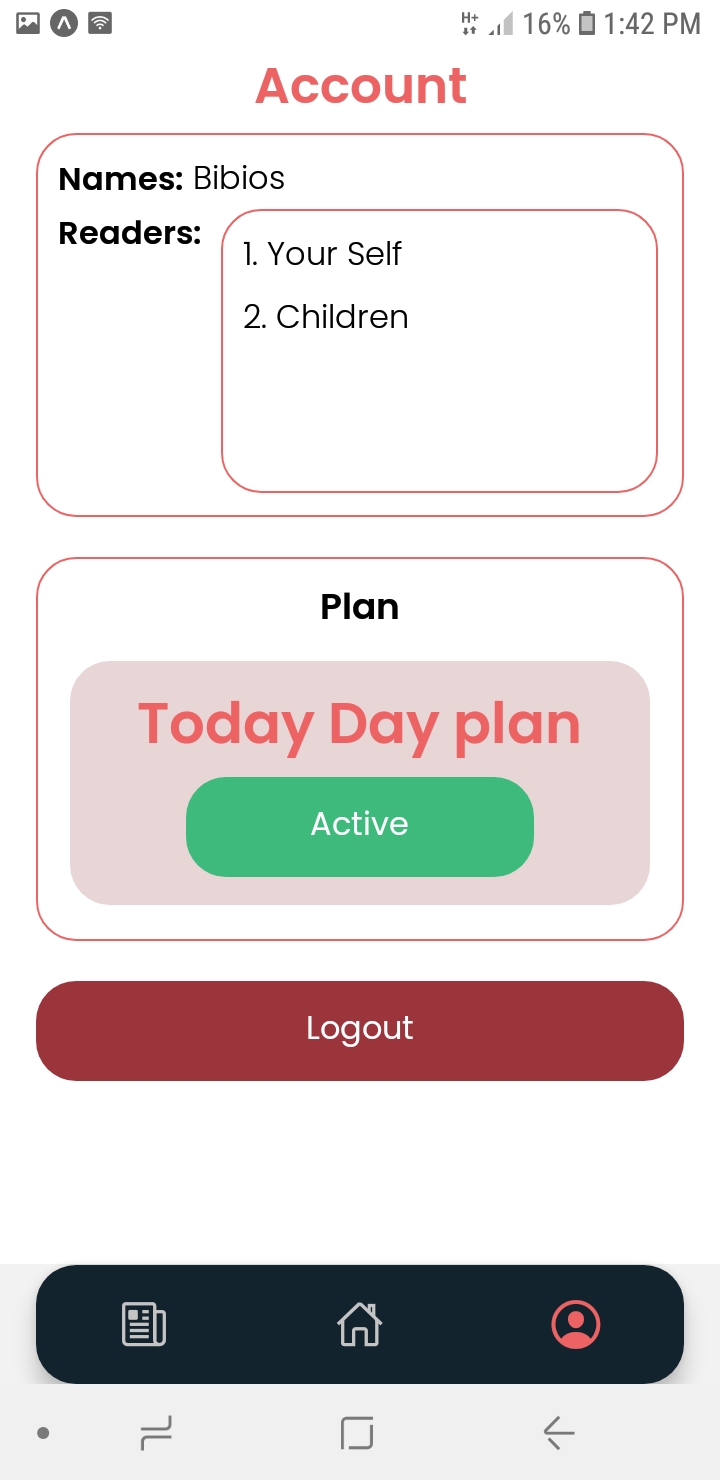 H+ 16% 1:42 PM
Account
Names: Bibios
Readers:
1. Your Self
2. Children
Plan
Today Day plan
Active
Logout